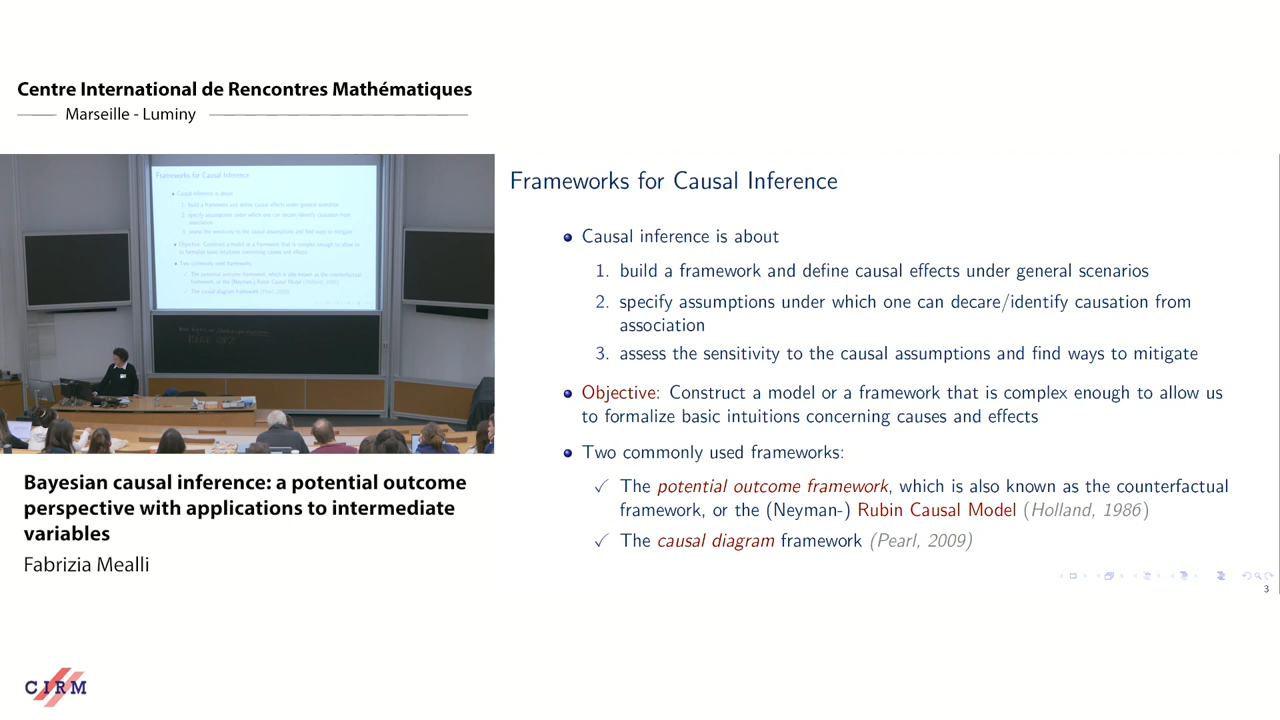 Centre International de Rencontres Mathématiques
Marseille - Luminy
Frameworks for Causal Inference
Causal inference is about
1. build a framework and define causal effects under general scenarios
2. specify assumptions under which one can decare/identify causation from
association
3. assess the sensitivity to the causal assumptions and find ways to mitigate
Objective: Construct a model or a framework that is complex enough to allow us
to formalize basic intuitions concerning causes and effects
Two commonly used frameworks:
✓ The potential outcome framework, which is also known as the counterfactual
framework, or the (Neyman-) Rubin Causal Model (Holland, 1986)
✓ The causal diagram framework (Pearl, 2009)
3
Bayesian causal inference: a potential outcome
perspective with applications to intermediate
variables
Fabrizia Mealli
CIRM